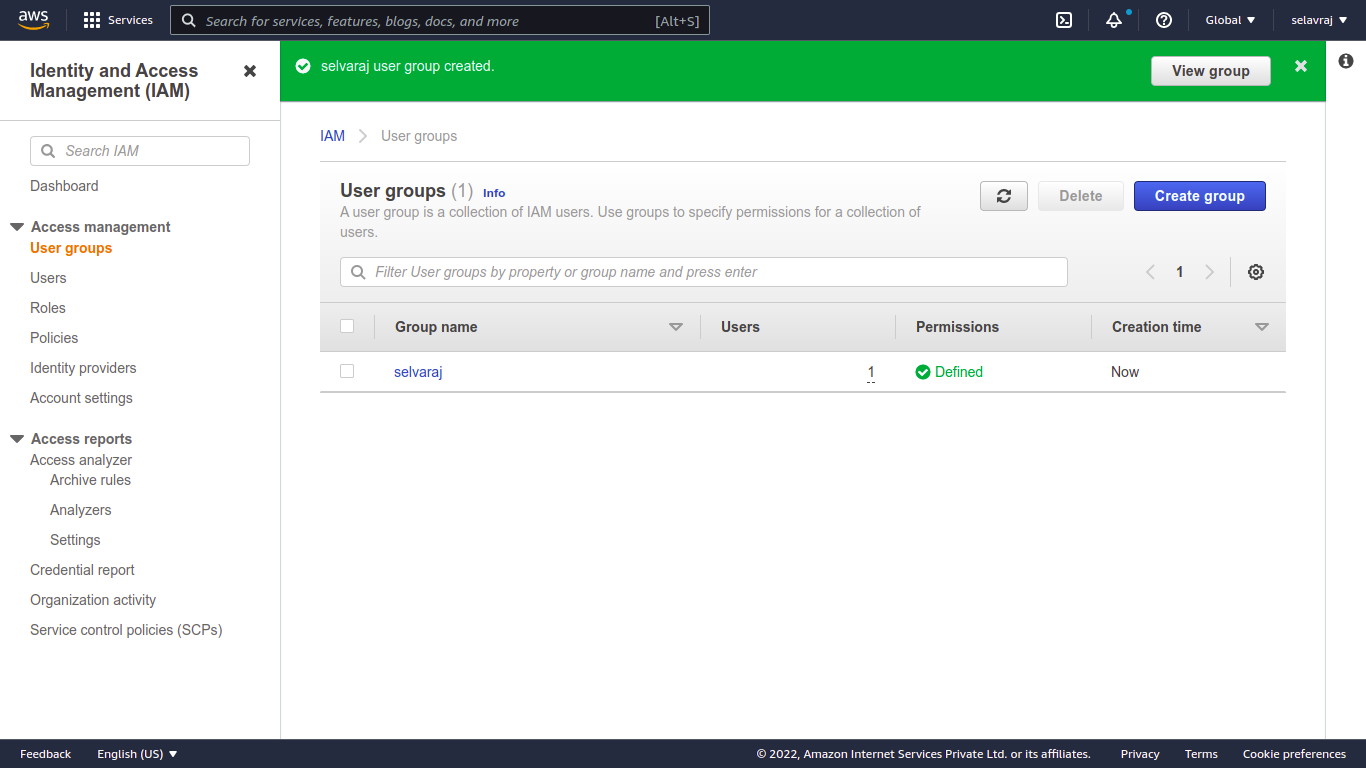 aws
Services
Search for services, features, blogs, docs, and more
[Alt+S]
Global
selavraj
Identity and Access
Management (IAM)
Search IAM
Dashboard
Access management
User groups
Users
Roles
Policies
Identity providers
Account settings
Access reports
Access analyzer
Archive rules
Analyzers
Settings
Credential report
Organization activity
Service control policies (SCPs)
selvaraj user group created.
View group
IAM
User groups
User groups (1) Info
A user group is a collection of IAM users. Use groups to specify permissions for a collection of
users.
Delete
Create group
Filter User groups by property or group name and press enter
1
Group name
Users
Permissions
Creation time
selvaraj
1
Defined
Now
Feedback
English (US)
© 2022, Amazon Internet Services Private Ltd. or its affiliates.
Privacy
Terms
Cookie preferences